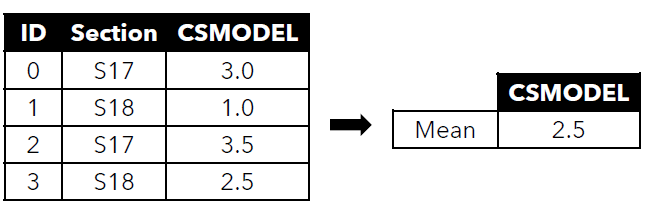 ID Section CSMODEL
0 S17 3.0
1 S18 1.0
2 S17 3.5
3 S18 2.5
CSMODEL
Mean 2.5